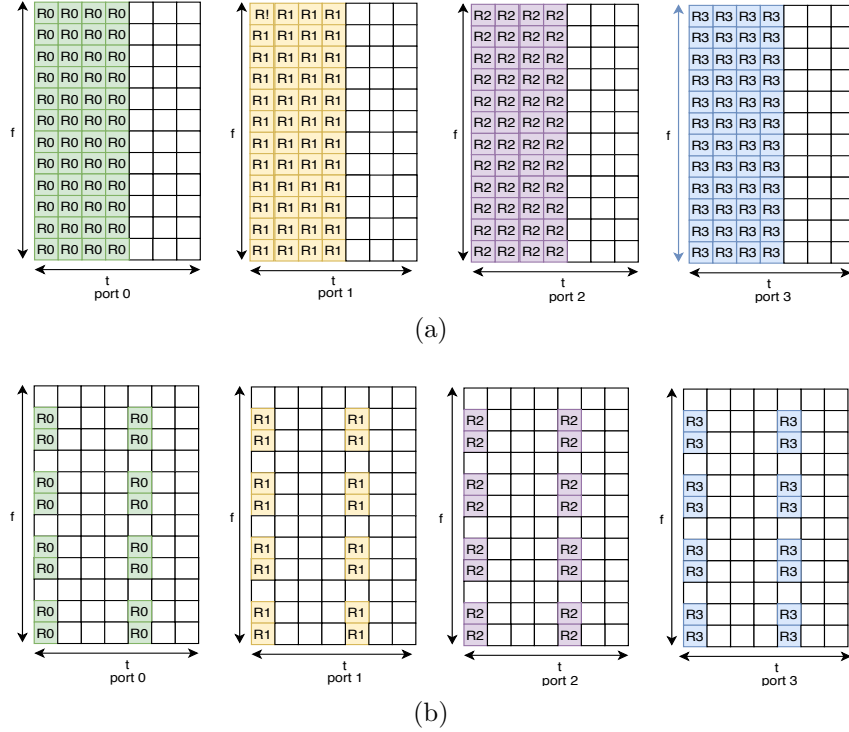 R0 R0 R0 R0 R! R1 R1 R1 R2 R2 R2 R2 R3 R3 R3 R3
R0 R0 R0 R0 R1 R1 R1 R1 R2 R2 R2 R2 R3 R3 R3 R3
R0 R0 R0 R0 R1 R1 R1 R1 R2 R2 R2 R2 R3 R3 R3 R3
R0 R0 R0 R0 R1 R1 R1 R1 R2 R2 R2 R2 R3 R3 R3 R3
R0 R0 R0 R0 R1 R1 R1 R1 R2 R2 R2 R2 R3 R3 R3 R3
R0 R0 R0 R0 R1 R1 R1 R1 R2 R2 R2 R2 R3 R3 R3 R3
f f f f
R0 R0 R0 R0 R1 R1 R1 R1 R2 R2 R2 R2 R3 R3 R3 R3
R0 R0 R0 R0 R1 R1 R1 R1 R2 R2 R2 R2 R3 R3 R3 R3
R0 R0 R0 R0 R1 R1 R1 R1 R2 R2 R2 R2 R3 R3 R3 R3
R0 R0 R0 R0 R1 R1 R1 R1 R2 R2 R2 R2 R3 R3 R3 R3
R0 R0 R0 R0 R1 R1 R1 R1 R2 R2 R2 R2 R3 R3 R3 R3
R0 R0 R0 R0 R1 R1 R1 R1 R2 R2 R2 R2 R3 R3 R3 R3
t t t t
port 0 port 1 port 2 port 3
(a)
R0 R0 R1 R1 R2 R2 R3 R3
R0 R0 R1 R1 R2 R2 R3 R3
R0 R0 R1 R1 R2 R2 R3 R3
R0 R0 R1 R1 R2 R2 R3 R3
f f f f
R0 R0 R1 R1 R2 R2 R3 R3
R0 R0 R1 R1 R2 R2 R3 R3
R0 R0 R1 R1 R2 R2 R3 R3
R0 R0 R1 R1 R2 R2 R3 R3
t t t t
port 0 port 1 port 2 port 3
(b)